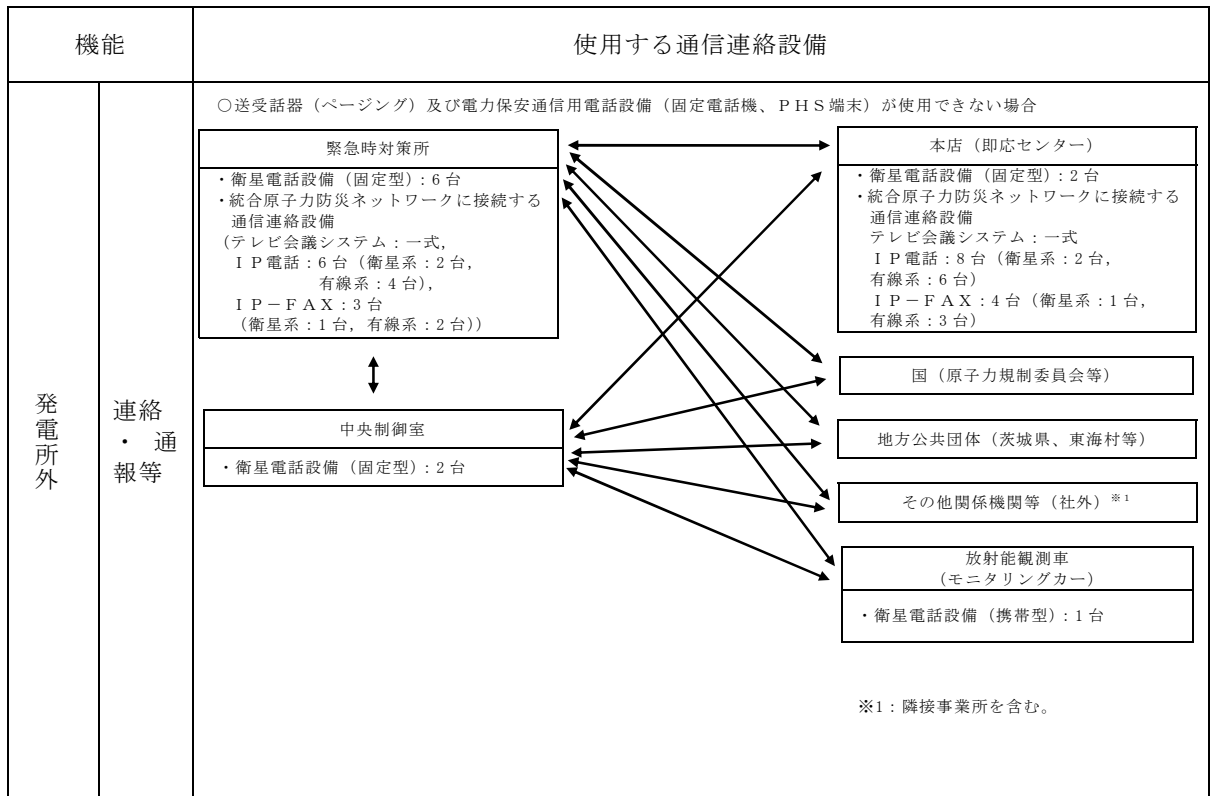 機能
使用する通信連絡設備
発電所外
連絡
・ 通
報等
○送受話器（ページング）及び電力保安通信用電話設備（固定電話機、ＰＨＳ端末）が使用できない場合
緊急時対策所
・衛星電話設備（固定型）：6台
・統合原子力防災ネットワークに接続する
通信連絡設備
（テレビ会議システム：一式，
ＩＰ電話：6台（衛星系：2台，
有線系：4台），
ＩＰ－ＦＡＸ：3台
（衛星系：1台，有線系：2台））
中央制御室
・衛星電話設備（固定型）：2台
本店（即応センター）
・衛星電話設備（固定型）：2台
・統合原子力防災ネットワークに接続する
通信連絡設備
テレビ会議システム：一式
ＩＰ電話：8台（衛星系：2台，
有線系：6台）
ＩＰ－ＦＡＸ：4台（衛星系：1台，
有線系：3台）
国（原子力規制委員会等）
地方公共団体（茨城県、東海村等）
その他関係機関等（社外）※1
放射能観測車
（モニタリングカー）
・衛星電話設備（携帯型）：1台
※1：隣接事業所を含む。